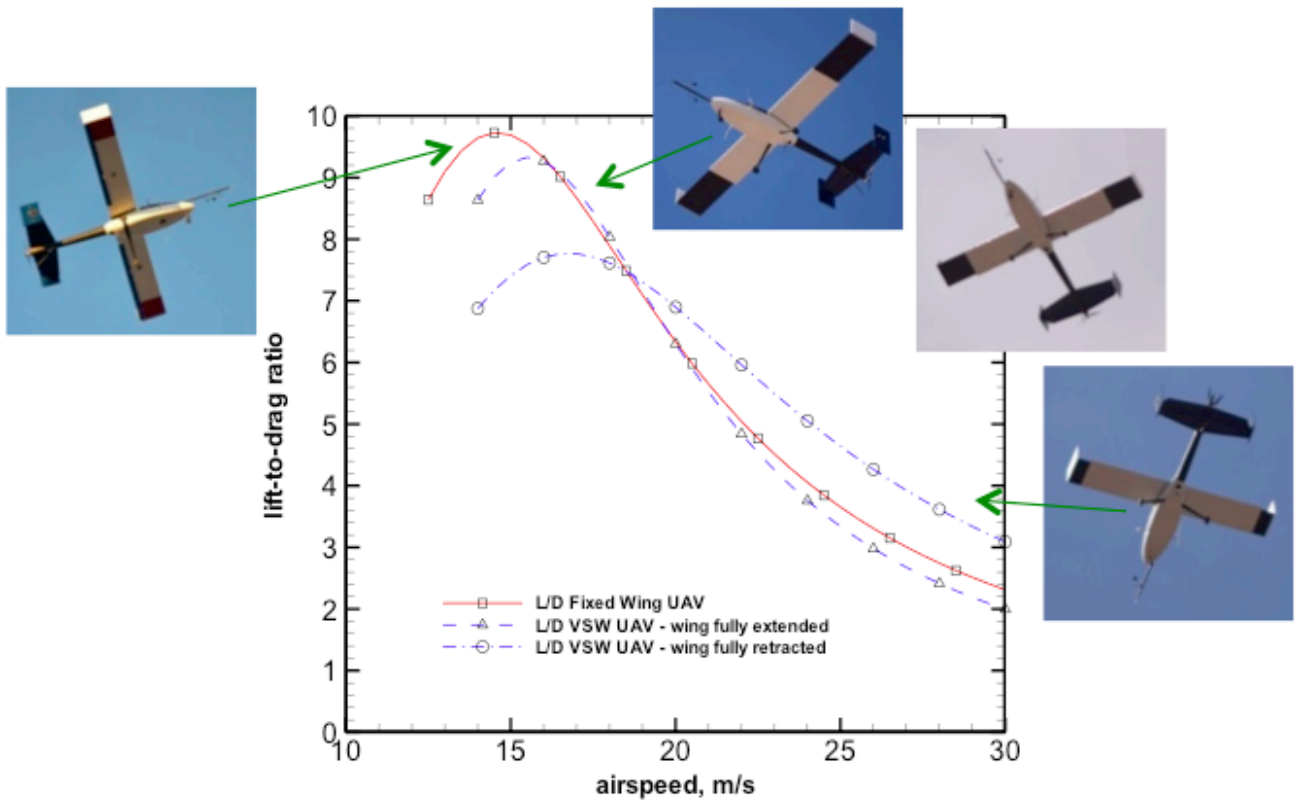 10
9
8
7
6
5
4
3
2
1
0
lift-to-drag ratio
L/D Fixed Wing UAV
L/D VSW UAV - wing fully extended
L/D VSW UAV - wing fully retracted
10 15 20 25 30
airspeed, m/s